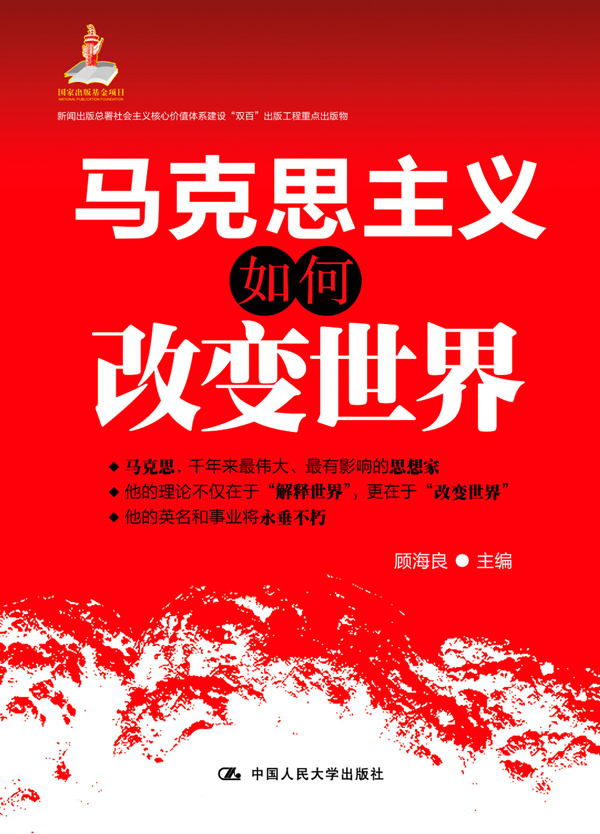 国家出版基金项目
NATIONAL PUBLICATION FOUNDATION
新闻出版总署社会主义核心价值体系建设“双百”出版工程重点出版物
马克思主义
如何
改变世界
◆ 马克思，千年来最伟大、最有影响的思想家
◆ 他的理论不仅在于“解释世界”，更在于“改变世界”
◆ 他的英名和事业将永垂不朽
顾海良 ● 主编
中国人民大学出版社